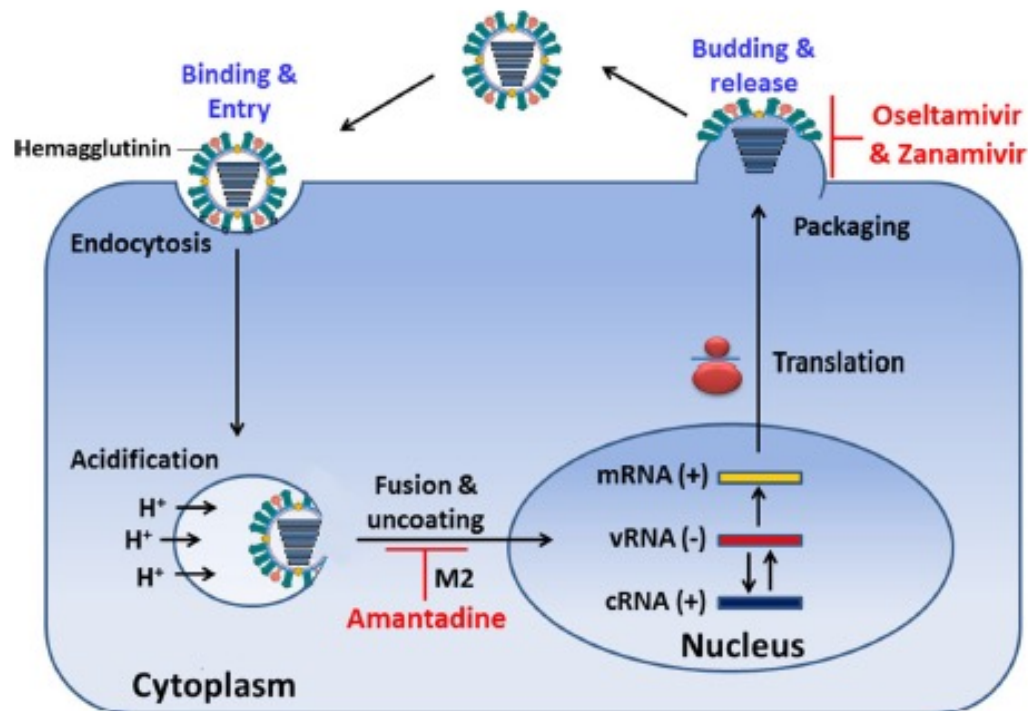 Binding &
Entry
Hemagglutinin
Endocytosis
Budding &
release
Oseltamivir
& Zanamivir
Packaging
Translation
Acidification
H⁺
H⁺
H⁺
Fusion &
uncoating
M2
Amantadine
mRNA (+)
vRNA (-)
cRNA (+)
Nucleus
Cytoplasm